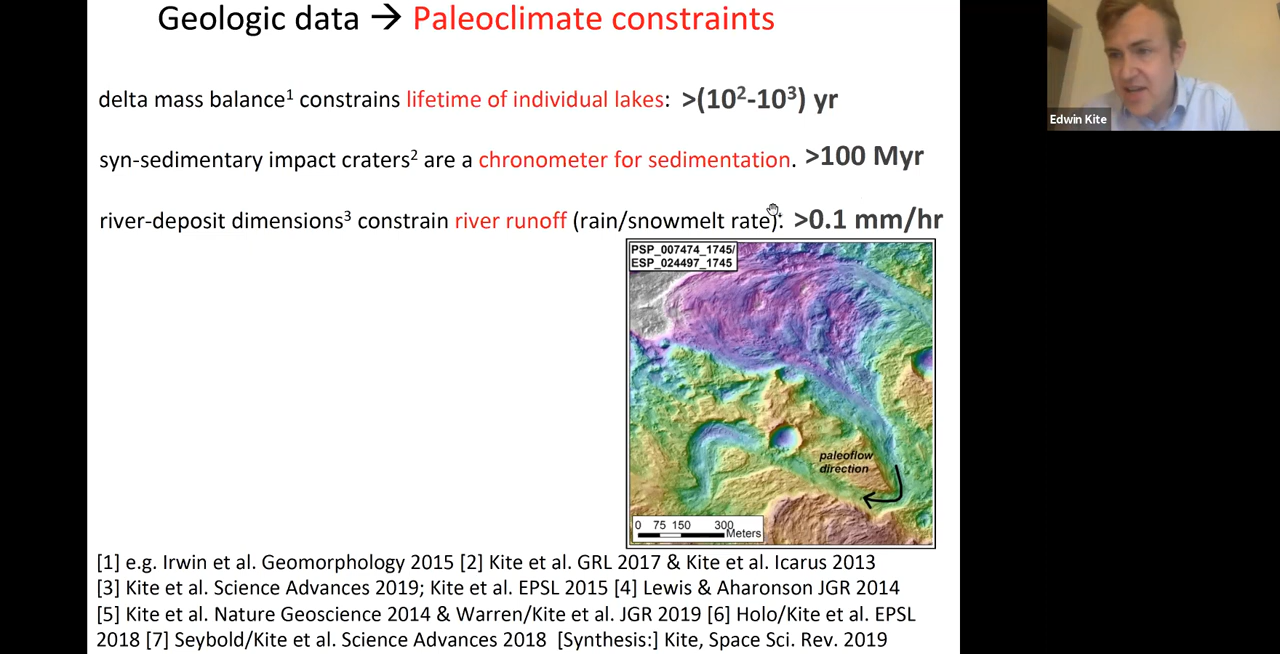 Geologic data → Paleoclimate constraints
Edwin Kite
delta mass balance¹ constrains lifetime of individual lakes: >(10²-10³) yr
syn-sedimentary impact craters² are a chronometer for sedimentation. >100 Myr
river-deposit dimensions³ constrain river runoff (rain/snowmelt rate): >0.1 mm/hr
PSP_007474_1745/
ESP_024497_1745
paleoflow
direction
0 75 150 300
Meters
[1] e.g. Irwin et al. Geomorphology 2015 [2] Kite et al. GRL 2017 & Kite et al. Icarus 2013
[3] Kite et al. Science Advances 2019; Kite et al. EPSL 2015 [4] Lewis & Aharonson JGR 2014
[5] Kite et al. Nature Geoscience 2014 & Warren/Kite et al. JGR 2019 [6] Holo/Kite et al. EPSL
2018 [7] Seybold/Kite et al. Science Advances 2018 [Synthesis:] Kite, Space Sci. Rev. 2019